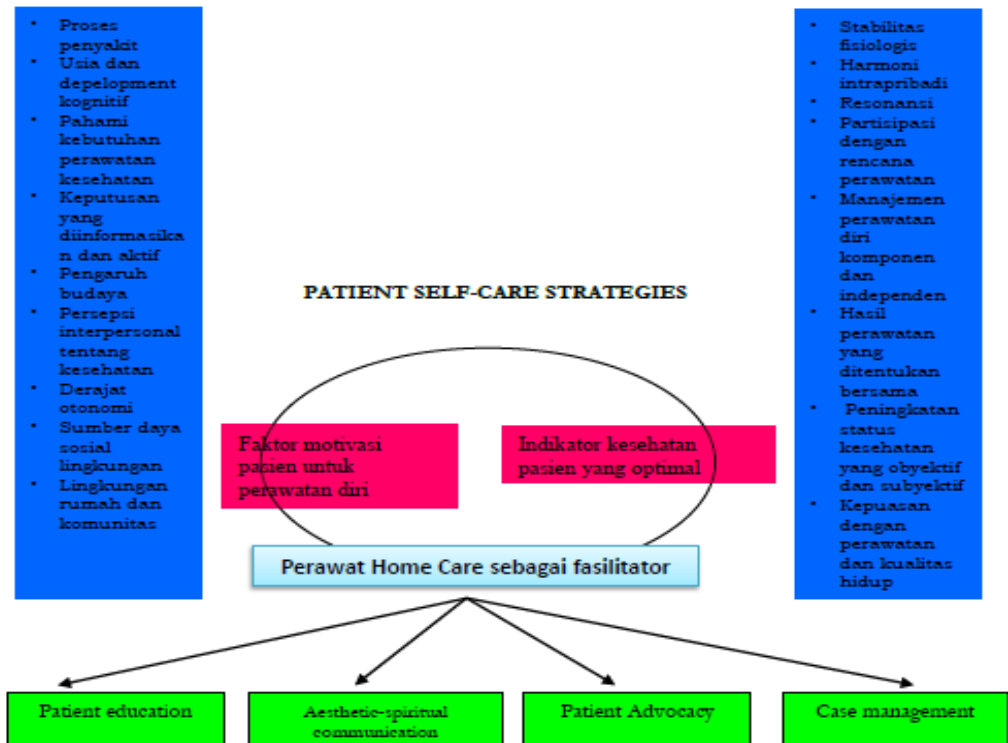 • Proses
penyakit
• Usia dan
depelopment
kognitif
• Pahami
kebutuhan
perawatan
kesehatan
• Keputusan
yang
diinformasika
n dan aktif
• Pengaruh
budaya
• Persepsi
interpersonal
tentang
kesehatan
• Derajat
otonomi
• Sumber daya
sosial
lingkungan
• Lingkungan
rumah dan
komunitas
PATIENT SELF-CARE STRATEGIES
Faktor motivasi
pasien untuk
perawatan diri
Indikator kesehatan
pasien yang optimal
Perawat Home Care sebagai fasilitator
• Stabilitas
fisiologis
• Harmoni
intrapribadi
• Resonansi
• Partisipasi
dengan
rencana
perawatan
• Manajemen
perawatan
diri
komponen
dan
independen
• Hasil
perawatan
yang
ditentukan
bersama
• Peningkatan
status
kesehatan
yang obyektif
dan subyektif
• Kepuasan
dengan
perawatan
dan kualitas
hidup
Patient education
Aesthetic-spiritual
communication
Patient Advocacy
Case management